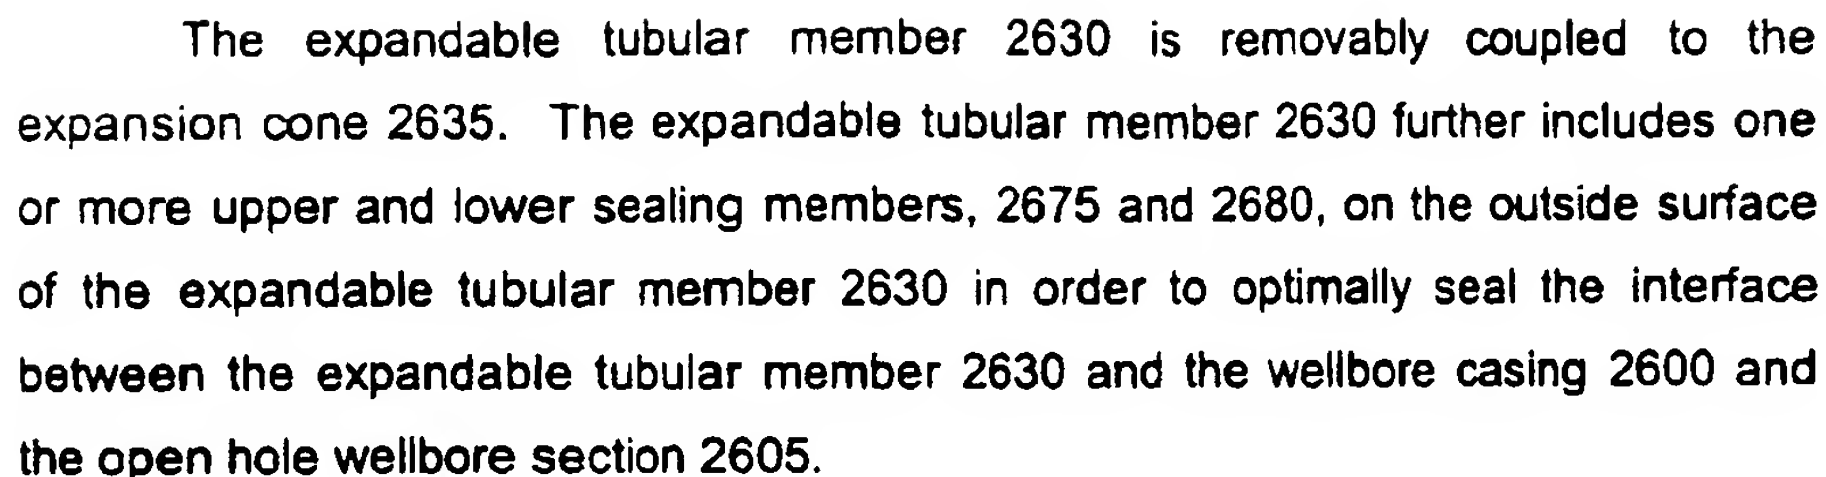 The expandable tubular member 2630 is removably coupled to the
expansion cone 2635. The expandable tubular member 2630 further includes one
or more upper and lower sealing members, 2675 and 2680, on the outside surface
of the expandable tubular member 2630 in order to optimally seal the interface
between the expandable tubular member 2630 and the wellbore casing 2600 and
the open hole wellbore section 2605.